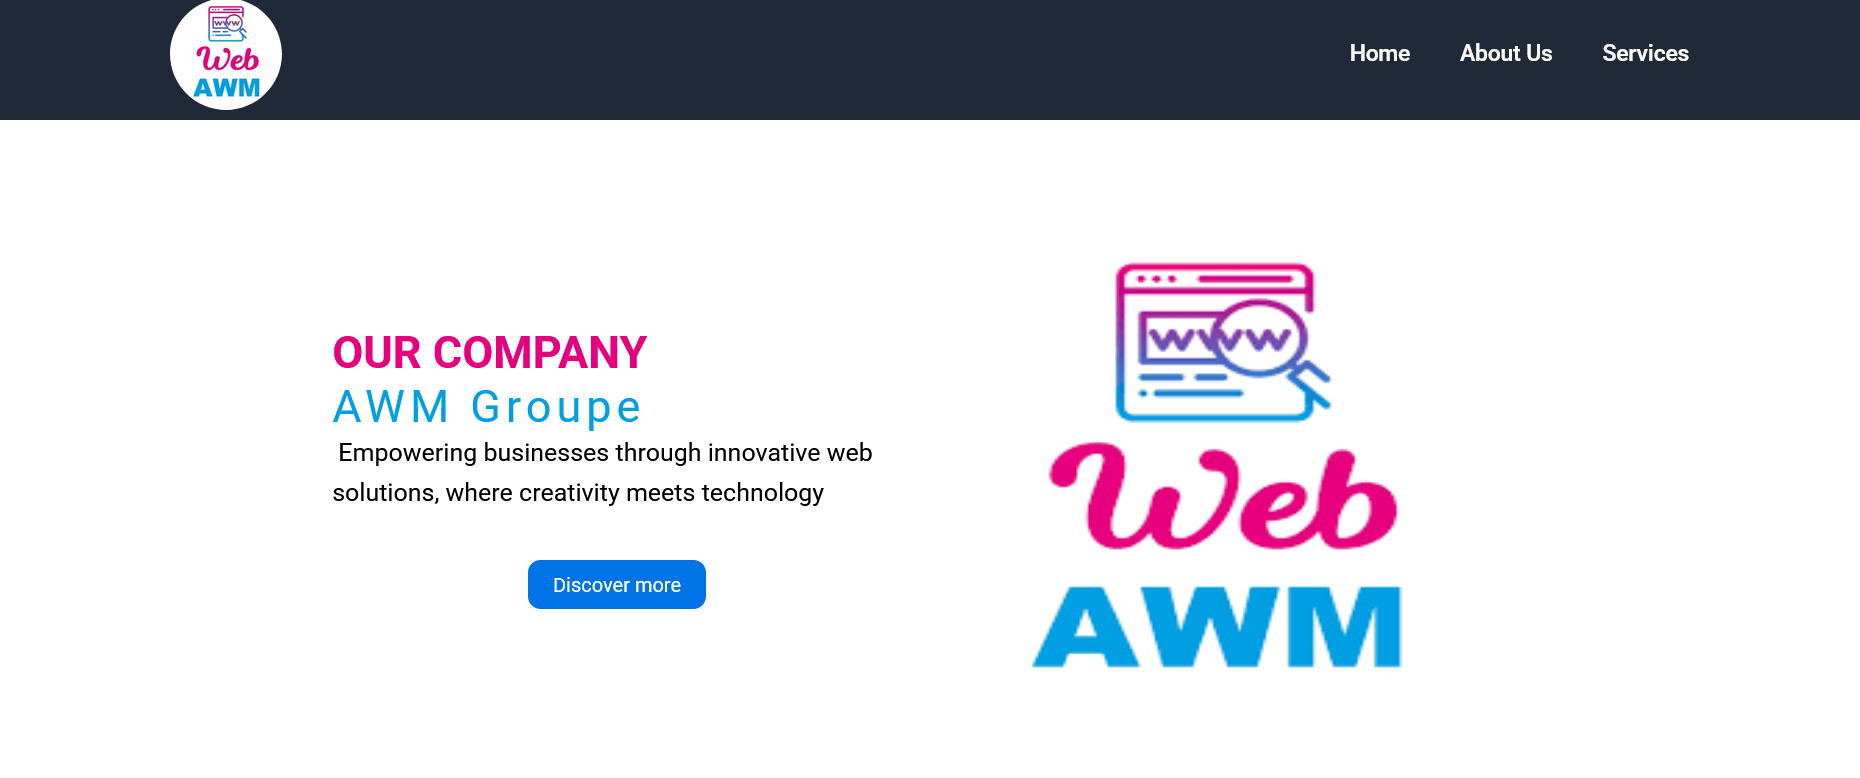 www
Web
AWM
Home About Us Services
OUR COMPANY
AWM Groupe
Empowering businesses through innovative web
solutions, where creativity meets technology
Discover more
www
Web
AWM